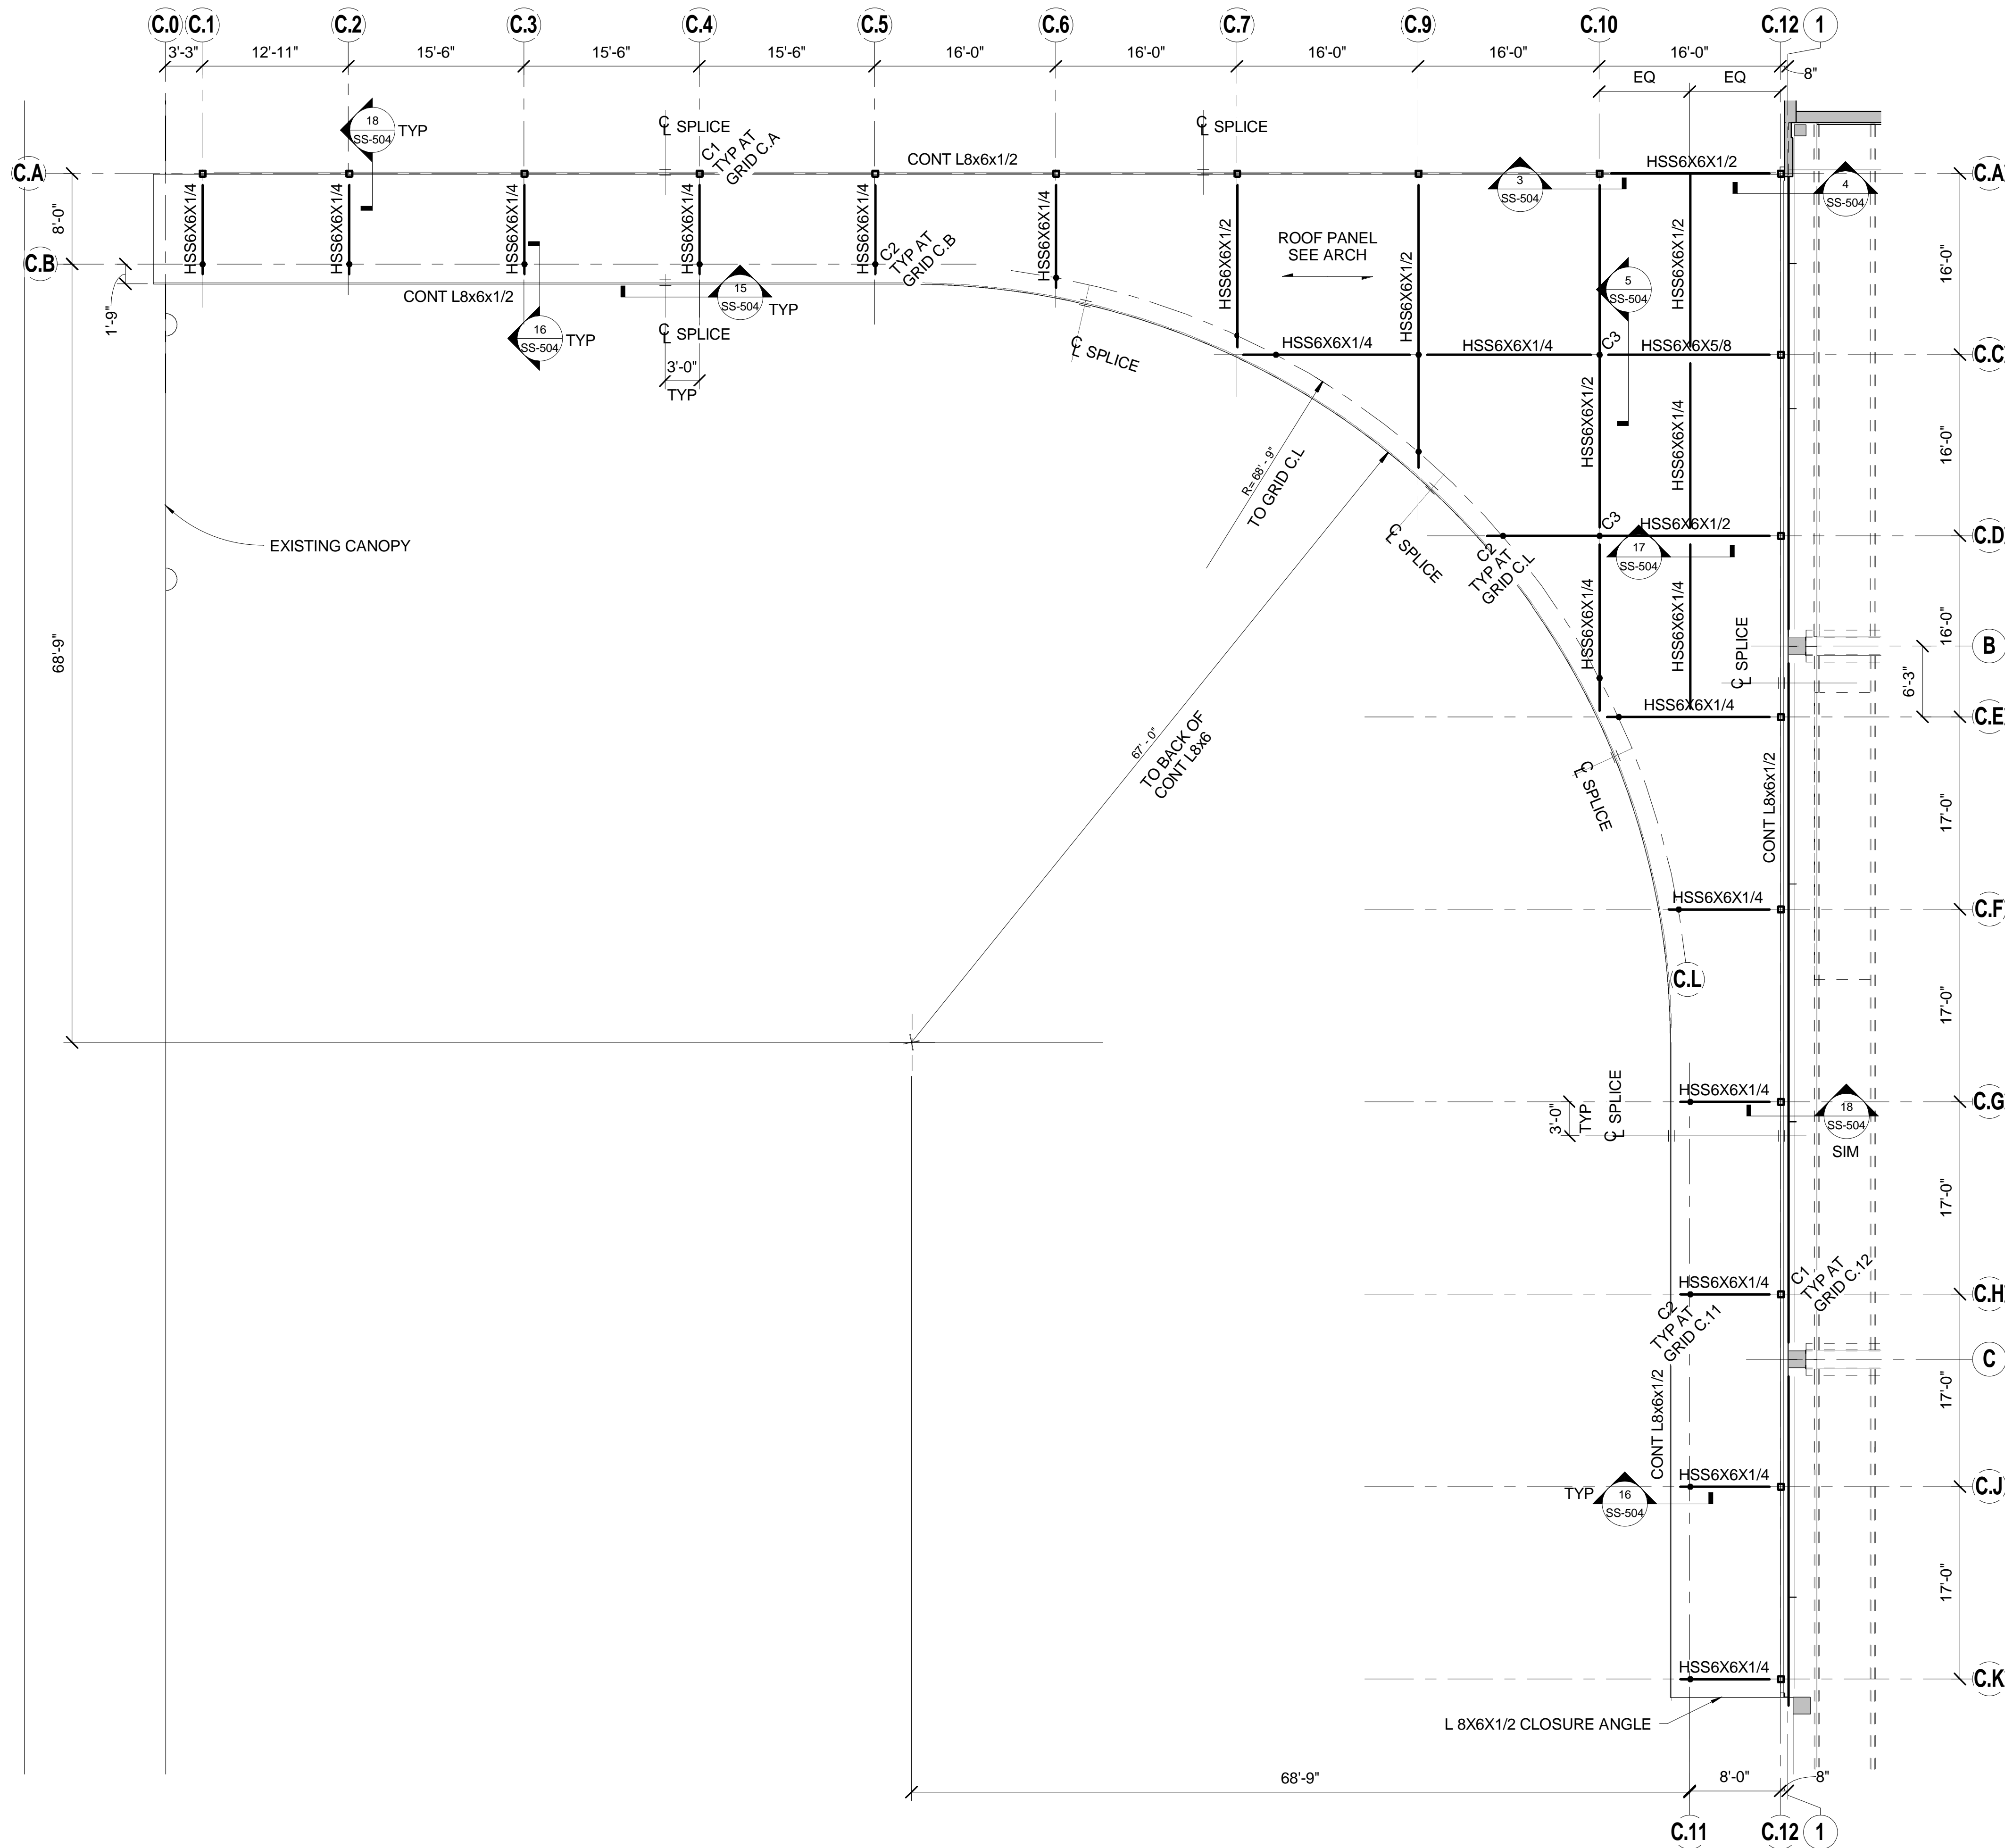 C.0 C.1 C.2 C.3 C.4 C.5 C.6 C.7 C.9 C.10 C.12 1
3'-3" 12'-11" 15'-6" 15'-6" 15'-6" 16'-0" 16'-0" 16'-0" 16'-0" 16'-0"
8"
EQ EQ
18
SS-504
TYP
CL SPLICE
CL SPLICE
C1
TYP AT
GRID C.A
CONT L8x6x1/2
HSS6X6X1/2
3
SS-504
4
SS-504
C.A
C.A
8'-0"
HSS6X6X1/4
HSS6X6X1/4
HSS6X6X1/4
HSS6X6X1/4
HSS6X6X1/4
HSS6X6X1/4
HSS6X6X1/2
HSS6X6X1/2
HSS6X6X1/2
C2
TYP AT
GRID C.B
ROOF PANEL
SEE ARCH
5
SS-504
16'-0"
C.B
1'-9"
CONT L8x6x1/2
15
SS-504
TYP
16
SS-504
TYP
CL SPLICE
CL SPLICE
3'-0"
TYP
HSS6X6X1/4
HSS6X6X1/4
C3
HSS6X6X5/8
C.C
R= 68' - 9"
TO GRID C.L
HSS6X6X1/2
HSS6X6X1/4
16'-0"
EXISTING CANOPY
CL SPLICE
C2
TYP AT
GRID C.L
C3
HSS6X6X1/2
17
SS-504
C.D
68'-9"
HSS6X6X1/4
HSS6X6X1/4
CL SPLICE
16'-0"
B
6'-3"
HSS6X6X1/4
C.E
67' - 0"
TO BACK OF
CONT L8x6
CL SPLICE
CONT L8x6x1/2
17'-0"
HSS6X6X1/4
C.F
C.L
17'-0"
HSS6X6X1/4
C.G
3'-0"
TYP
CL SPLICE
18
SS-504
SIM
17'-0"
C1
TYP AT
GRID C.12
HSS6X6X1/4
C.H
C2
TYP AT
GRID C.11
C
17'-0"
CONT L8x6x1/2
HSS6X6X1/4
C.J
TYP
16
SS-504
17'-0"
HSS6X6X1/4
C.K
L 8X6X1/2 CLOSURE ANGLE
68'-9" 8'-0" 8"
C.11 C.12 1